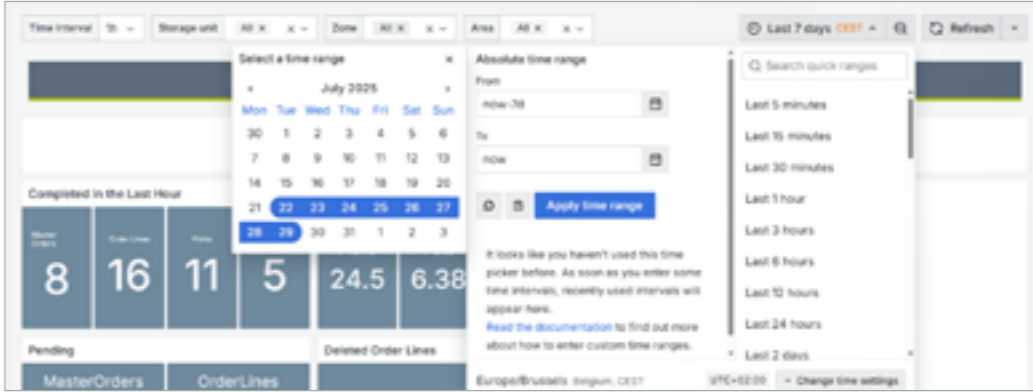 Time Interval 1h Storage unit All × × Zone All × × Area All × × Last 7 days CEST Refresh
Select a time range ×
July 2025
Mon Tue Wed Thu Fri Sat Sun
30 1 2 3 4 5 6
7 8 9 10 11 12 13
14 15 16 17 18 19 20
21 22 23 24 25 26 27
28 29 30 31 1 2 3
Absolute time range
From
now-7d
To
now
Apply time range
It looks like you haven't used this time
picker before. As soon as you enter some
time intervals, recently used intervals will
appear here.
Read the documentation to find out more
about how to enter custom time ranges.
Search quick ranges
Last 5 minutes
Last 15 minutes
Last 30 minutes
Last 1 hour
Last 3 hours
Last 6 hours
Last 12 hours
Last 24 hours
Last 2 days
Europe/Brussels Belgium, CEST UTC+02:00 Change time settings
Completed in the Last Hour
Master Orders
8
Order Lines
16
Picks
11
5
24.5
6.38
Pending
MasterOrders OrderLines
Deleted Order Lines